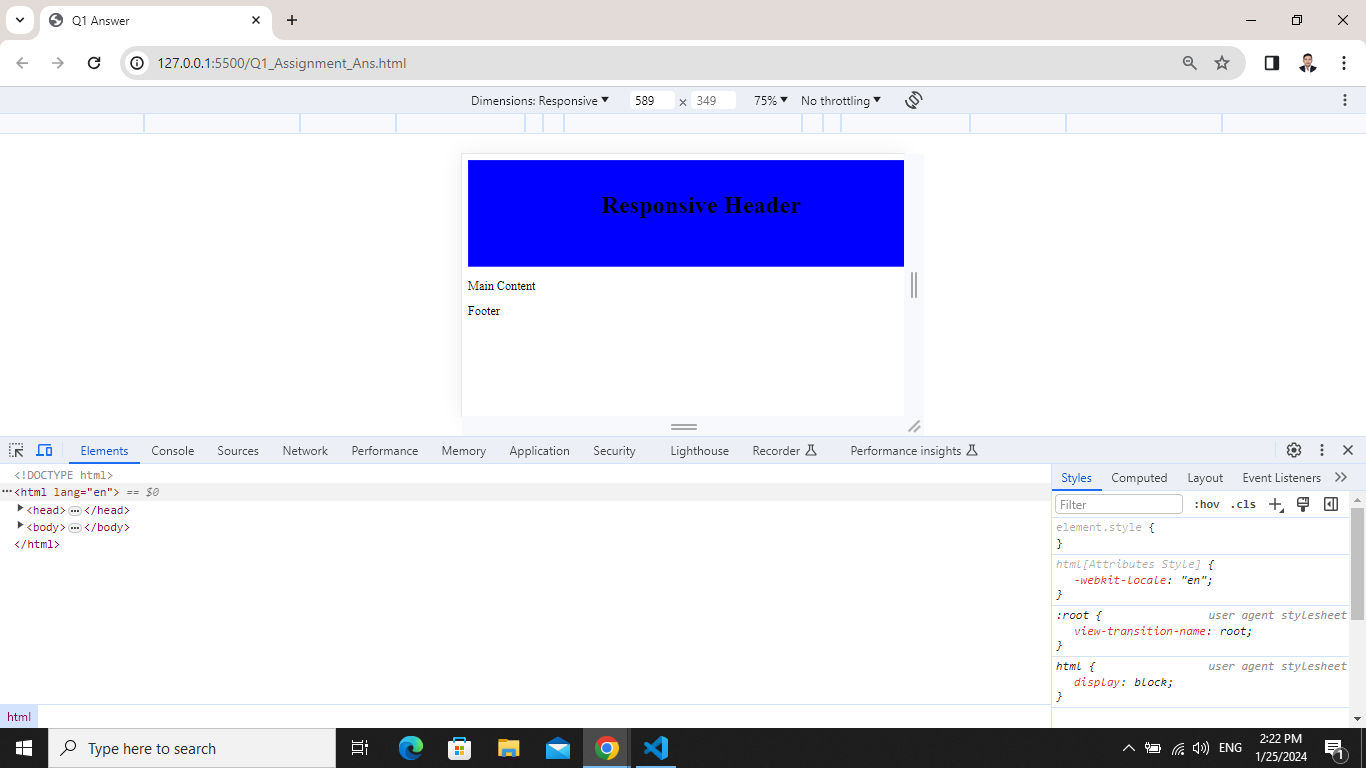 Q1 Answer
127.0.0.1:5500/Q1_Assignment_Ans.html
Dimensions: Responsive 589 × 349 75% No throttling
Responsive Header
Main Content
Footer
Elements Console Sources Network Performance Memory Application Security Lighthouse Recorder Performance insights
<!DOCTYPE html>
<html lang="en"> == $0
<head> </head>
<body> </body>
</html>
html
Styles Computed Layout Event Listeners
Filter :hov .cls
element.style {
}
html[Attributes Style] {
-webkit-locale: "en";
}
:root { user agent stylesheet
view-transition-name: root;
}
html { user agent stylesheet
display: block;
}
Type here to search
ENG
2:22 PM
1/25/2024
1